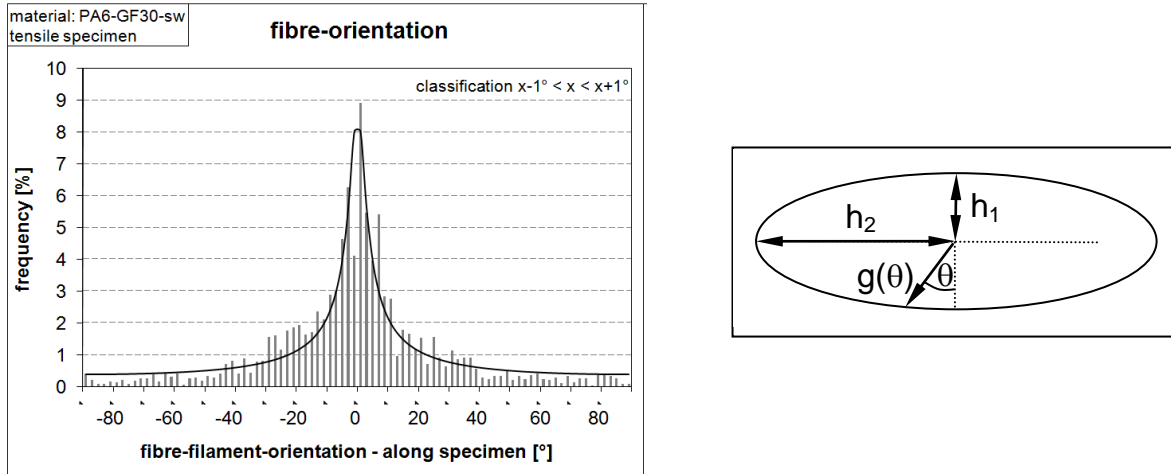 material: PA6-GF30-sw
tensile specimen
fibre-orientation
classification x-1° < x < x+1°
frequency [%]
10
9
8
7
6
5
4
3
2
1
0
-80 -60 -40 -20 0 20 40 60 80
fibre-filament-orientation - along specimen [°]
h₂
h₁
g(θ)
θ